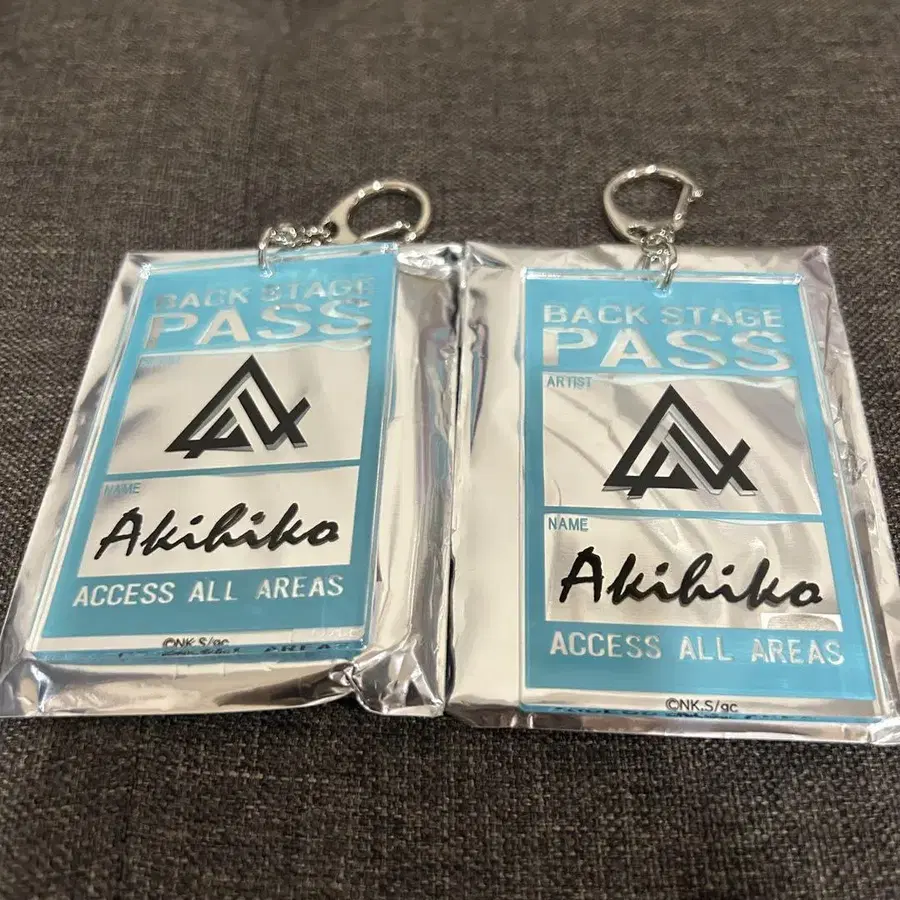 BACK STAGE
PASS
NAME
Akihiko
ACCESS ALL AREAS
©NK.S/gc
BACK STAGE
PASS
ARTIST
NAME
Akihiko
ACCESS ALL AREAS
©NK.S/gc